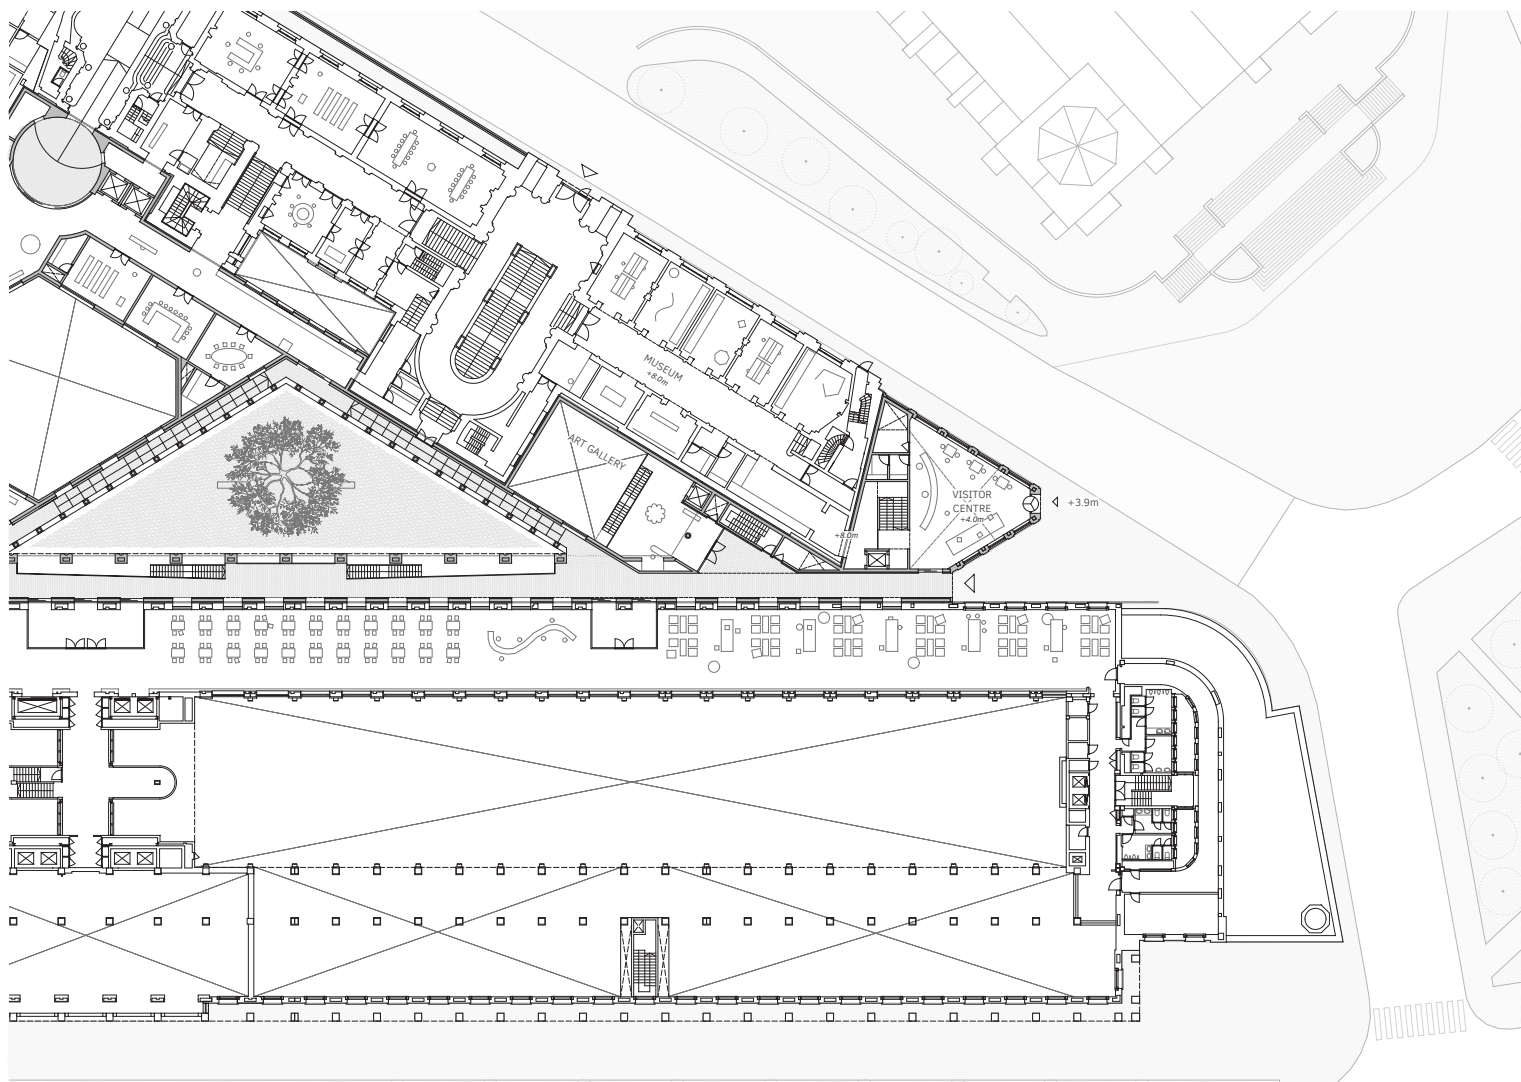 MUSEUM
+8.0m
ART GALLERY
VISITOR
CENTRE
+4.0m
+3.9m
+8.0m